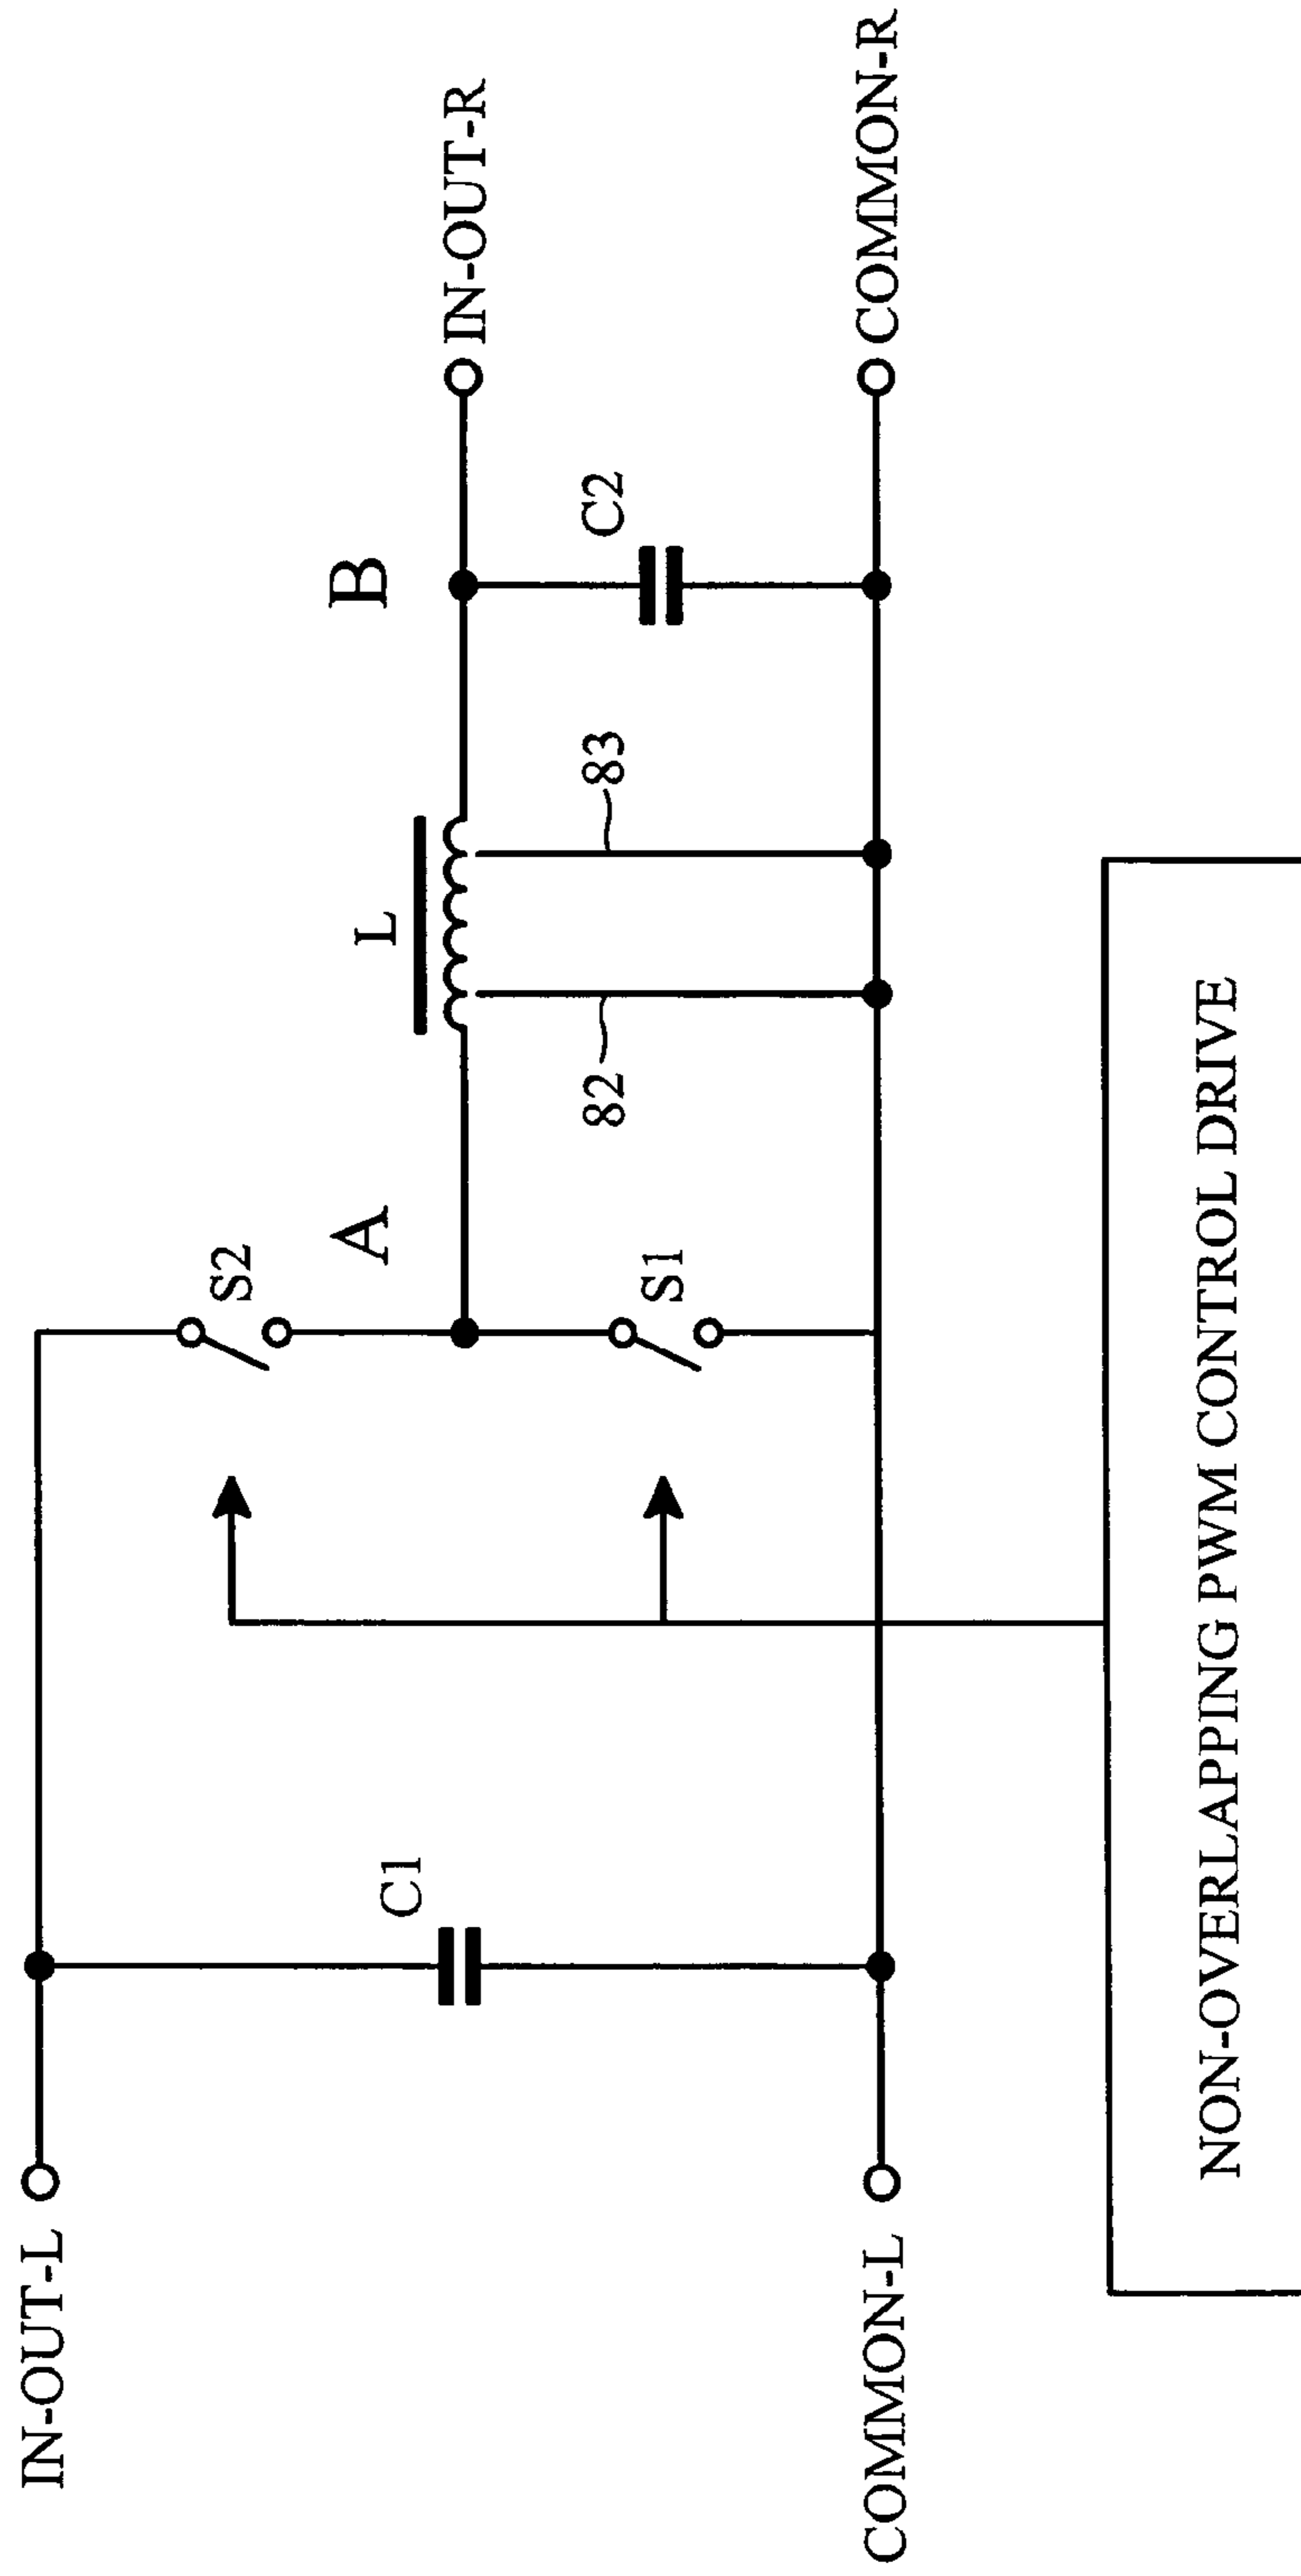 IN-OUT-L
COMMON-L
C1
S2
A
S1
L
82
83
B
C2
IN-OUT-R
COMMON-R
NON-OVERLAPPING PWM CONTROL DRIVE